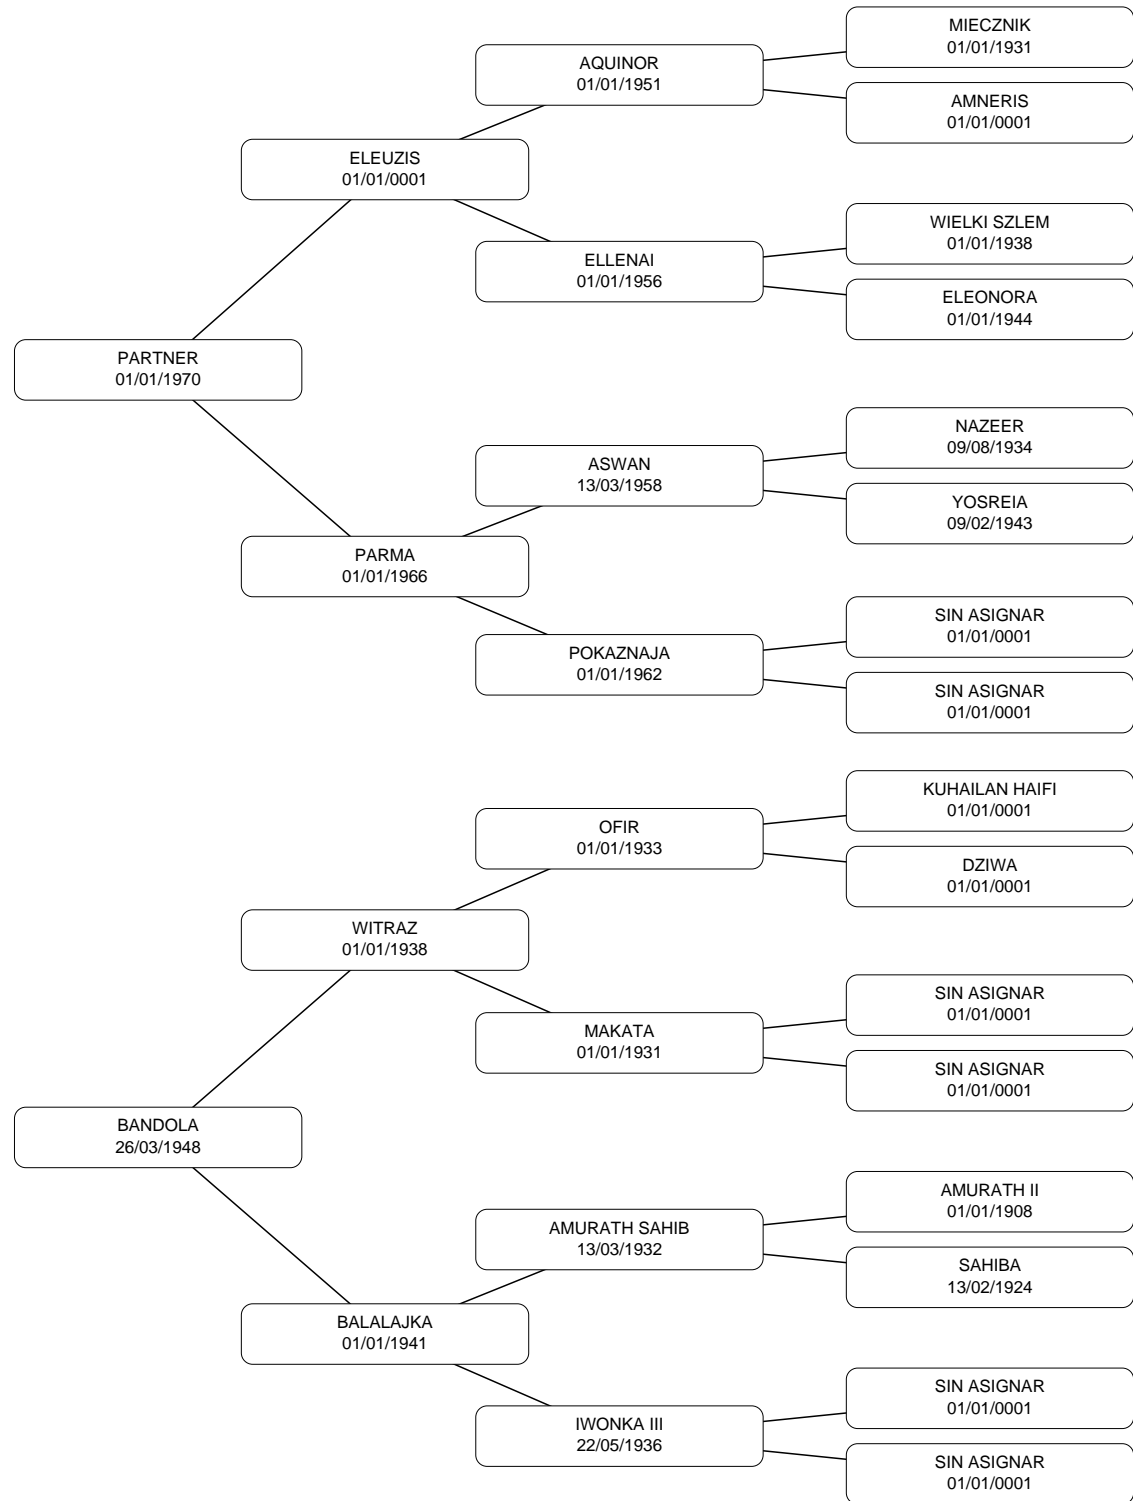 MIECZNIK
01/01/1931
AQUINOR
01/01/1951
AMNERIS
01/01/0001
ELEUZIS
01/01/0001
WIELKI SZLEM
01/01/1938
ELLENAI
01/01/1956
ELEONORA
01/01/1944
PARTNER
01/01/1970
NAZEER
09/08/1934
ASWAN
13/03/1958
YOSREIA
09/02/1943
PARMA
01/01/1966
SIN ASIGNAR
01/01/0001
POKAZNAJA
01/01/1962
SIN ASIGNAR
01/01/0001
KUHAILAN HAIFI
01/01/0001
OFIR
01/01/1933
DZIWA
01/01/0001
WITRAZ
01/01/1938
SIN ASIGNAR
01/01/0001
MAKATA
01/01/1931
SIN ASIGNAR
01/01/0001
BANDOLA
26/03/1948
AMURATH II
01/01/1908
AMURATH SAHIB
13/03/1932
SAHIBA
13/02/1924
BALALAJKA
01/01/1941
SIN ASIGNAR
01/01/0001
IWONKA III
22/05/1936
SIN ASIGNAR
01/01/0001